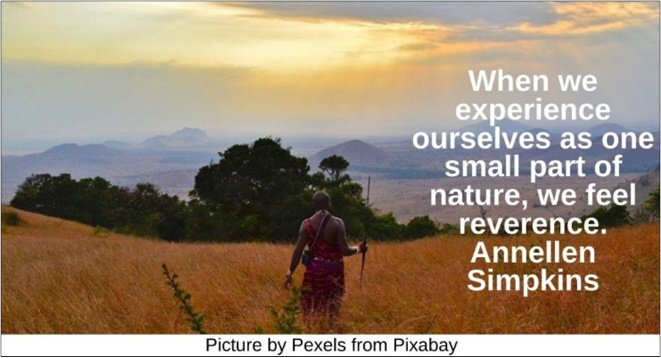 When we
experience
ourselves as one
small part of
nature, we feel
reverence.
Annellen
Simpkins
Picture by Pexels from Pixabay